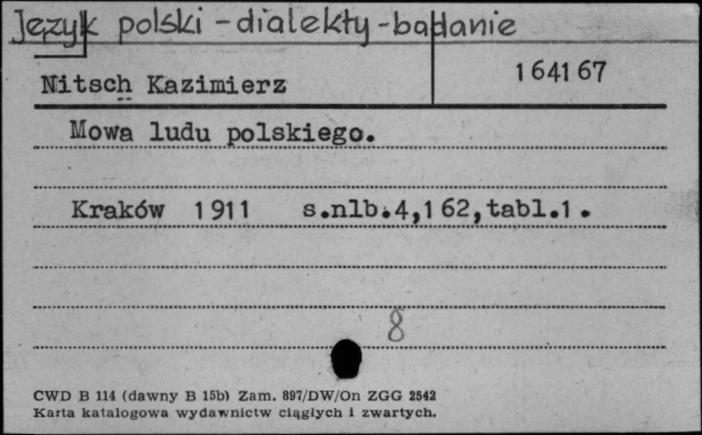 Język polski - dialekty - badanie
Nitsch Kazimierz
164167
Mowa ludu polskiego.
Kraków 1911 s.nlb.4,162,tabl.1.
8
CWD B 114 (dawny B 15b) Zam. 897/DW/On ZGG 2542
Karta katalogowa wydawnictw ciągłych i zwartych.